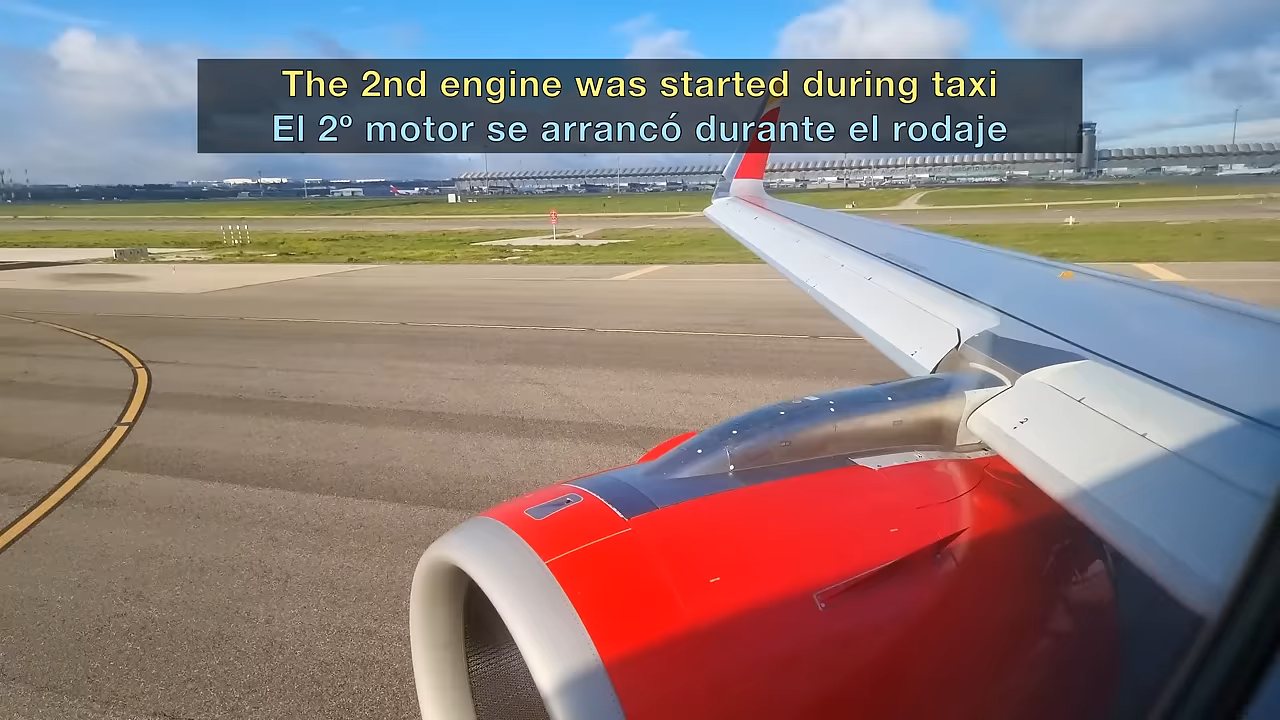 The 2nd engine was started during taxi
El 2º motor se arrancó durante el rodaje